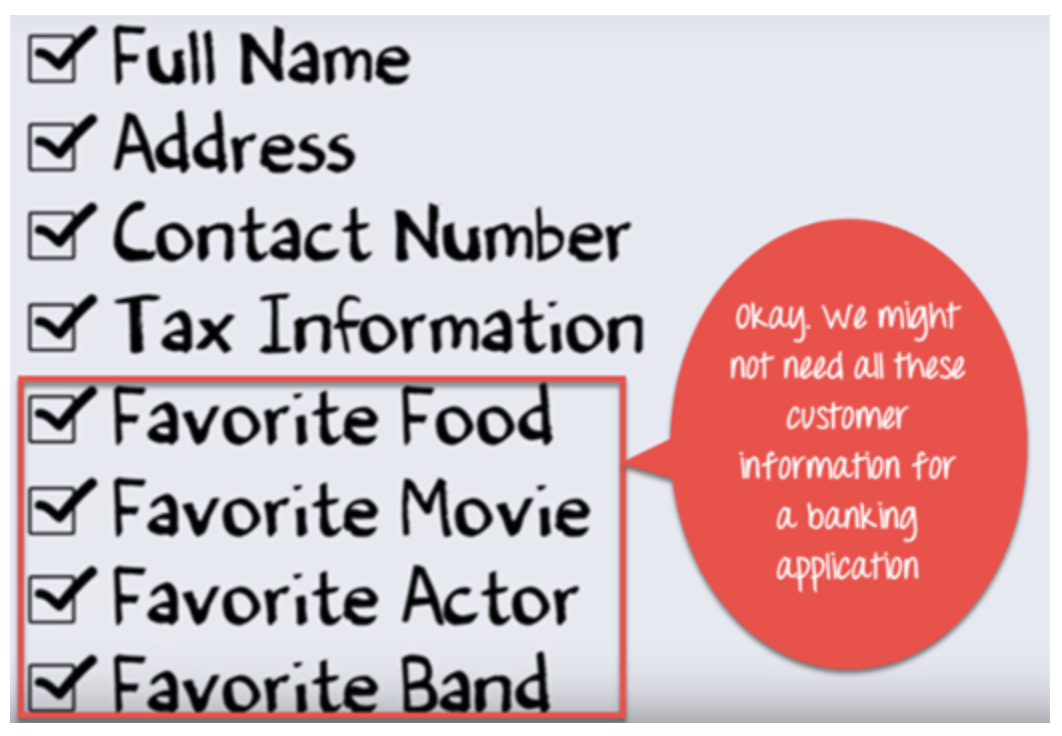 Full Name
Address
Contact Number
Tax Information
Favorite Food
Favorite Movie
Favorite Actor
Favorite Band
Okay. We might
not need all these
customer
information for
a banking
application